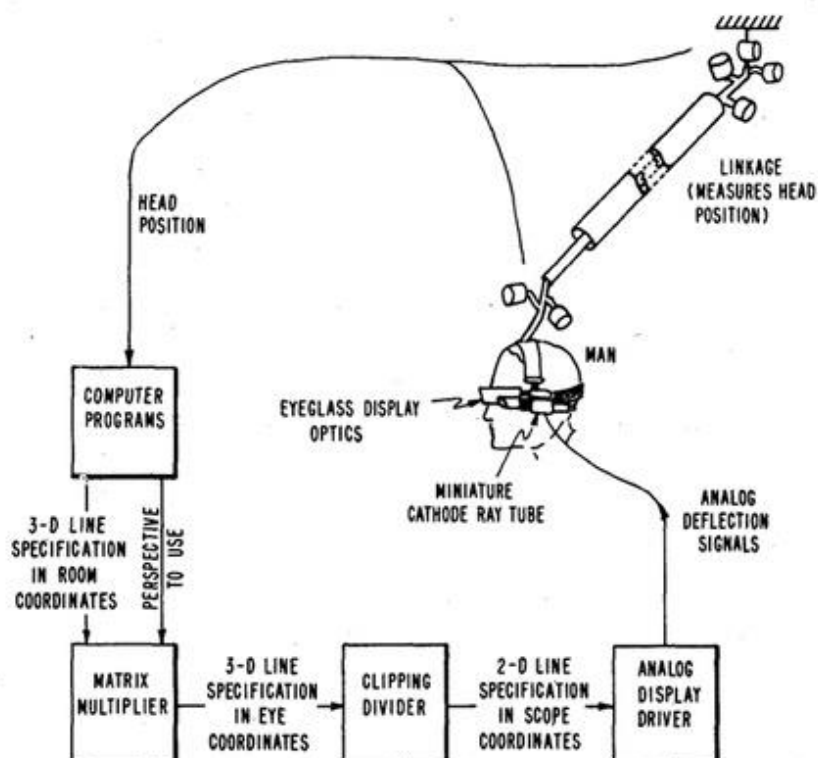 LINKAGE
(MEASURES HEAD
POSITION)
HEAD
POSITION
MAN
COMPUTER
PROGRAMS
EYEGLASS DISPLAY
OPTICS
MINIATURE
CATHODE RAY TUBE
ANALOG
DEFLECTION
SIGNALS
3-D LINE
SPECIFICATION
IN ROOM
COORDINATES
PERSPECTIVE
TO USE
MATRIX
MULTIPLIER
3-D LINE
SPECIFICATION
IN EYE
COORDINATES
CLIPPING
DIVIDER
2-D LINE
SPECIFICATION
IN SCOPE
COORDINATES
ANALOG
DISPLAY
DRIVER